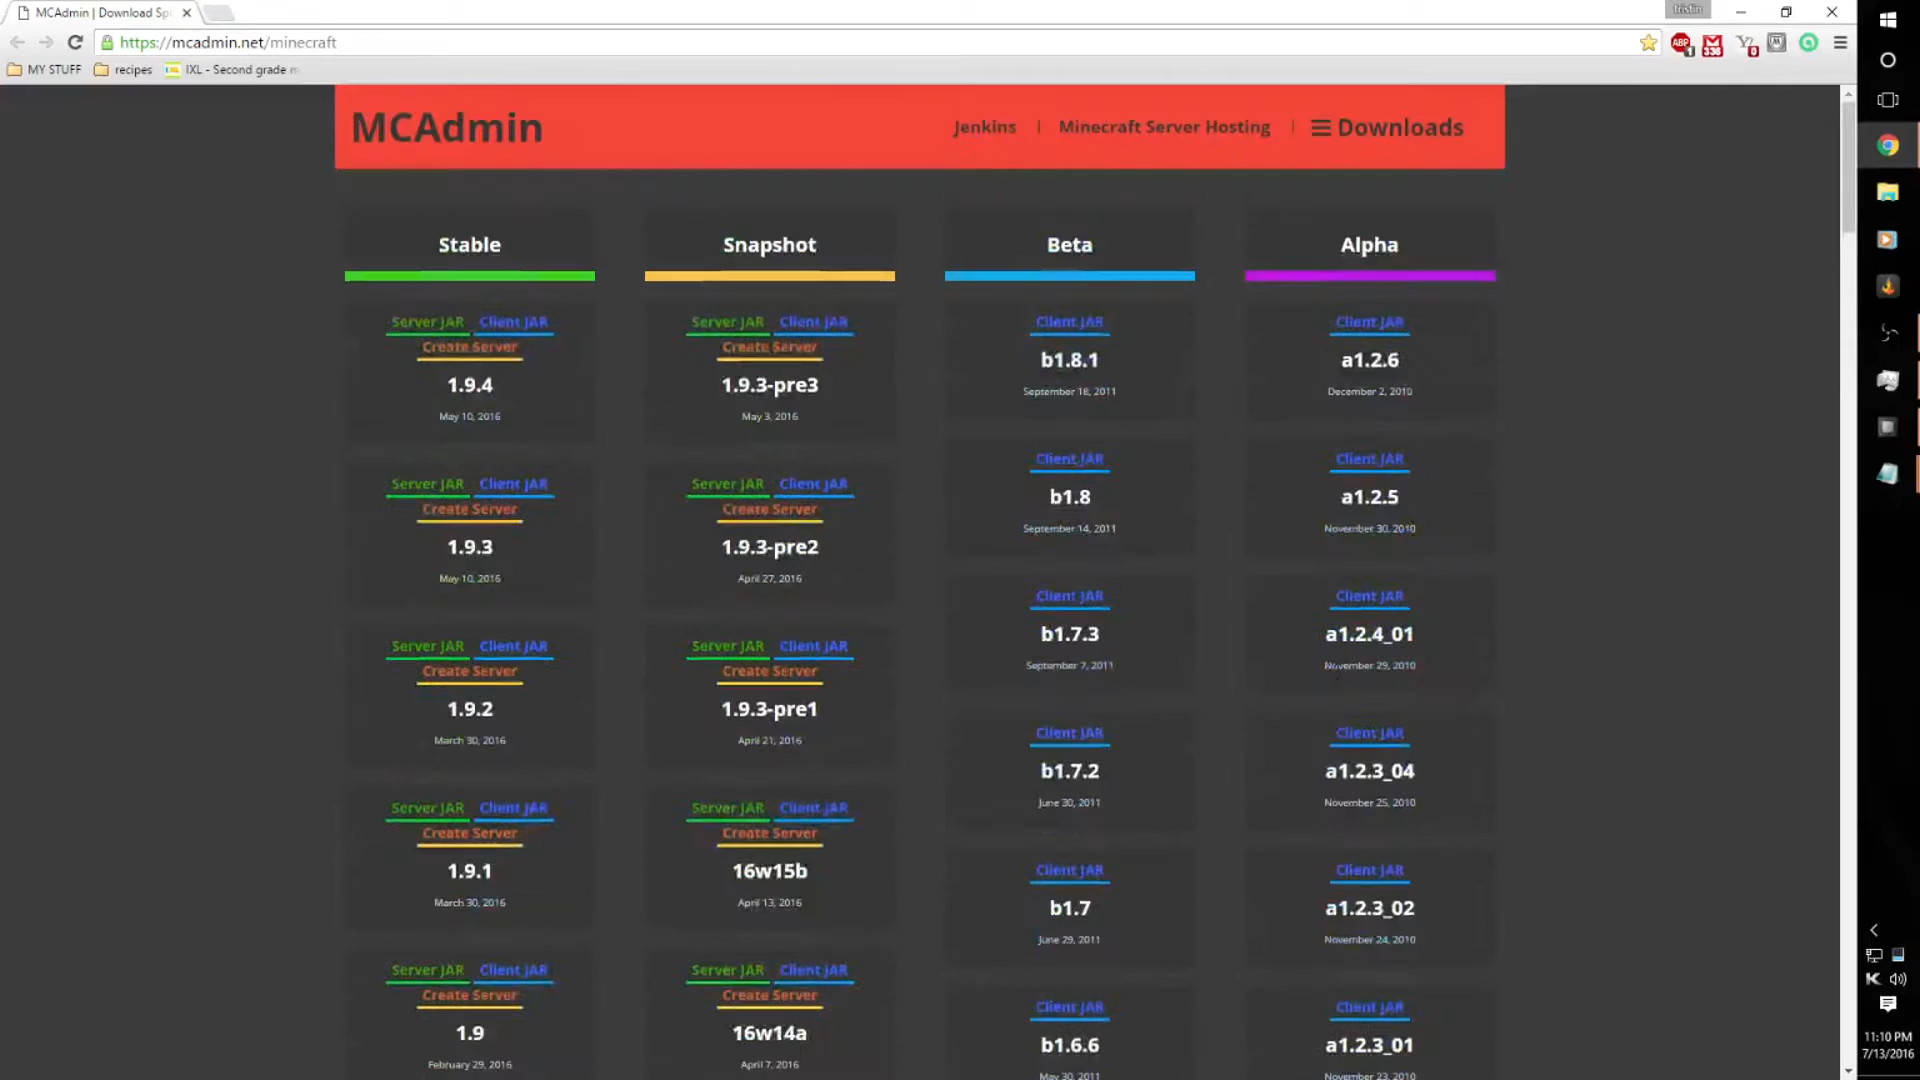 MCAdmin | Download Sp
tristin
https://mcadmin.net/minecraft
ABP 1
336
0
MY STUFF
recipes
IXL - Second grade m
MCAdmin
Jenkins | Minecraft Server Hosting | Downloads
Stable Snapshot Beta Alpha
Server JAR Client JAR Server JAR Client JAR Client JAR Client JAR
Create Server Create Server
b1.8.1 a1.2.6
1.9.4 1.9.3-pre3
September 18, 2011 December 2, 2010
May 10, 2016 May 3, 2016
Client JAR Client JAR
Server JAR Client JAR Server JAR Client JAR
b1.8 a1.2.5
Create Server Create Server
September 14, 2011 November 30, 2010
1.9.3 1.9.3-pre2
May 10, 2016 April 27, 2016
Client JAR Client JAR
b1.7.3 a1.2.4_01
Server JAR Client JAR Server JAR Client JAR
September 7, 2011 November 29, 2010
Create Server Create Server
1.9.2 1.9.3-pre1
Client JAR Client JAR
March 30, 2016 April 21, 2016
b1.7.2 a1.2.3_04
June 30, 2011 November 25, 2010
Server JAR Client JAR Server JAR Client JAR
Create Server Create Server
1.9.1 16w15b
Client JAR Client JAR
March 30, 2016 April 13, 2016
b1.7 a1.2.3_02
June 29, 2011 November 24, 2010
Server JAR Client JAR Server JAR Client JAR
Create Server Create Server
Client JAR Client JAR
1.9 16w14a
b1.6.6 a1.2.3_01
February 29, 2016 April 7, 2016
May 30, 2011 November 23, 2010
11:10 PM
7/13/2016